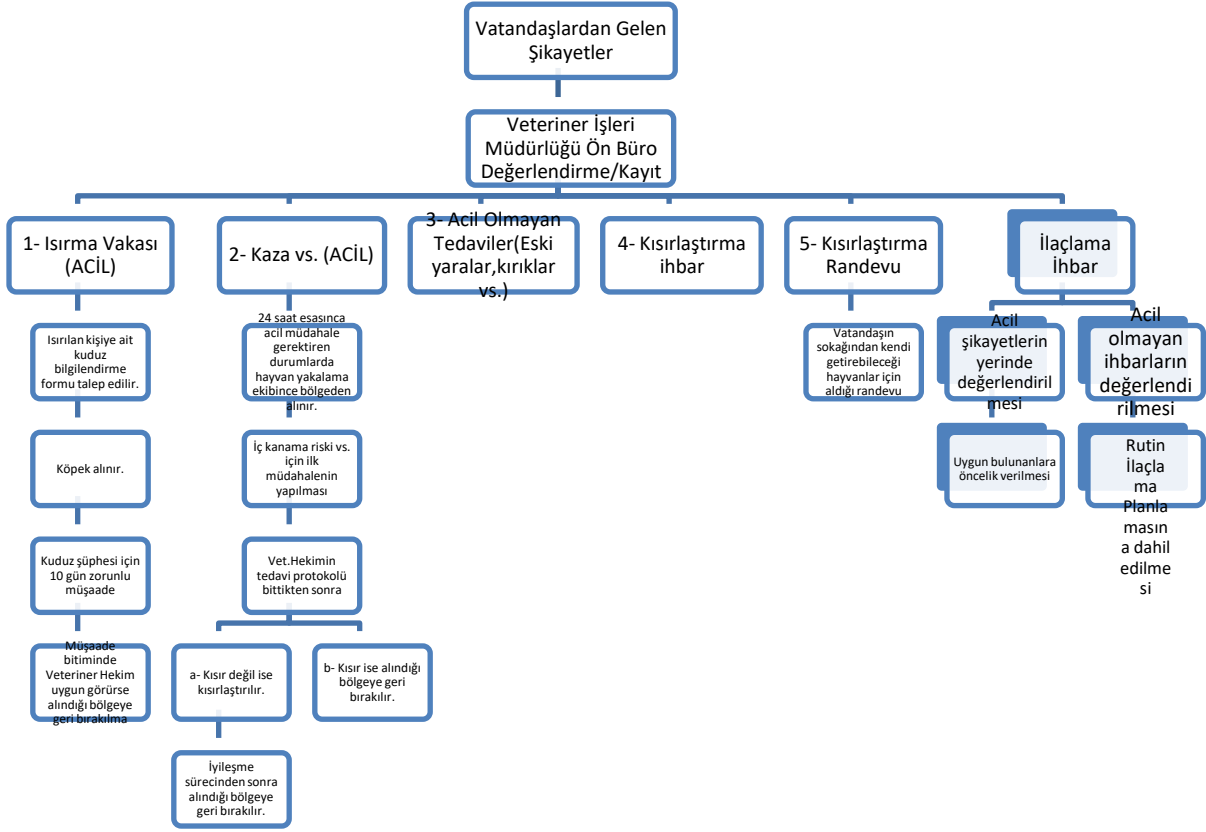 Vatandaşlardan Gelen
Şikayetler
Veteriner İşleri
Müdürlüğü Ön Büro
Değerlendirme/Kayıt
1- Isırma Vakası
(ACİL)
Isırılan kişiye ait
kuduz
bilgilendirme
formu talep edilir.
Köpek alınır.
Kuduz şüphesi için
10 gün zorunlu
müşaade
Müşaade
bitiminde
Veteriner Hekim
uygun görürse
alındığı bölgeye
geri bırakılma
2- Kaza vs. (ACİL)
24 saat esasınca
acil müdahale
gerektiren
durumlarda
hayvan yakalama
ekibince bölgeden
alınır.
İç kanama riski vs.
için ilk
müdahalenin
yapılması
Vet.Hekimin
tedavi protokolü
bittikten sonra
a- Kısır değil ise
kısırlaştırılır.
İyileşme
sürecinden sonra
alındığı bölgeye
geri bırakılır.
b- Kısır ise alındığı
bölgeye geri
bırakılır.
3- Acil Olmayan
Tedaviler(Eski
yaralar,kırıklar
vs.)
4- Kısırlaştırma
ihbar
5- Kısırlaştırma
Randevu
Vatandaşın
sokağından kendi
getirebileceği
hayvanlar için
aldığı randevu
İlaçlama
İhbar
Acil
şikayetlerin
yerinde
değerlendiril
mesi
Uygun bulunanlara
öncelik verilmesi
Acil
olmayan
ihbarların
değerlendi
rilmesi
Rutin
İlaçla
ma
Planla
masın
a dahil
edilme
si